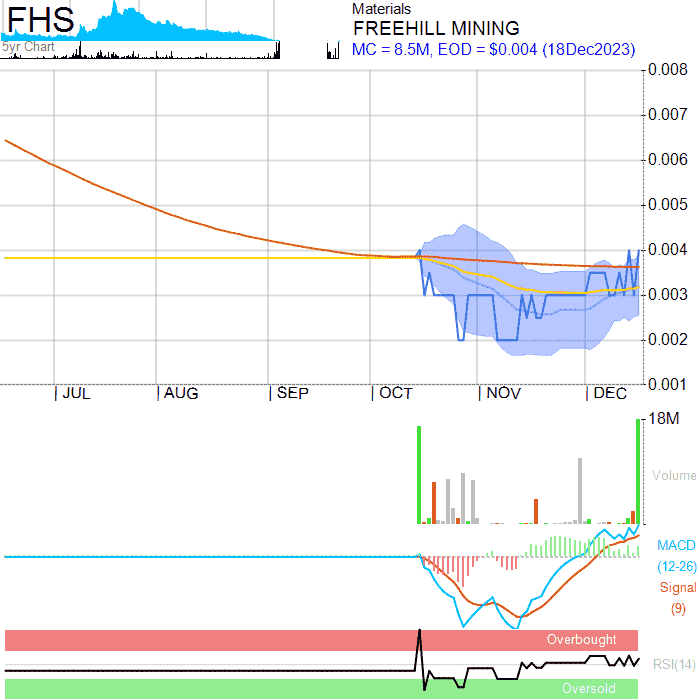 FHS
5yr Chart
Materials
FREEHILL MINING
MC = 8.5M, EOD = $0.004 (18Dec2023)
0.008
0.007
0.006
0.005
0.004
0.003
0.002
0.001
JUL AUG SEP OCT NOV DEC
18M
Volume
MACD
(12-26)
Signal
(9)
Overbought
RSI(14)
Oversold